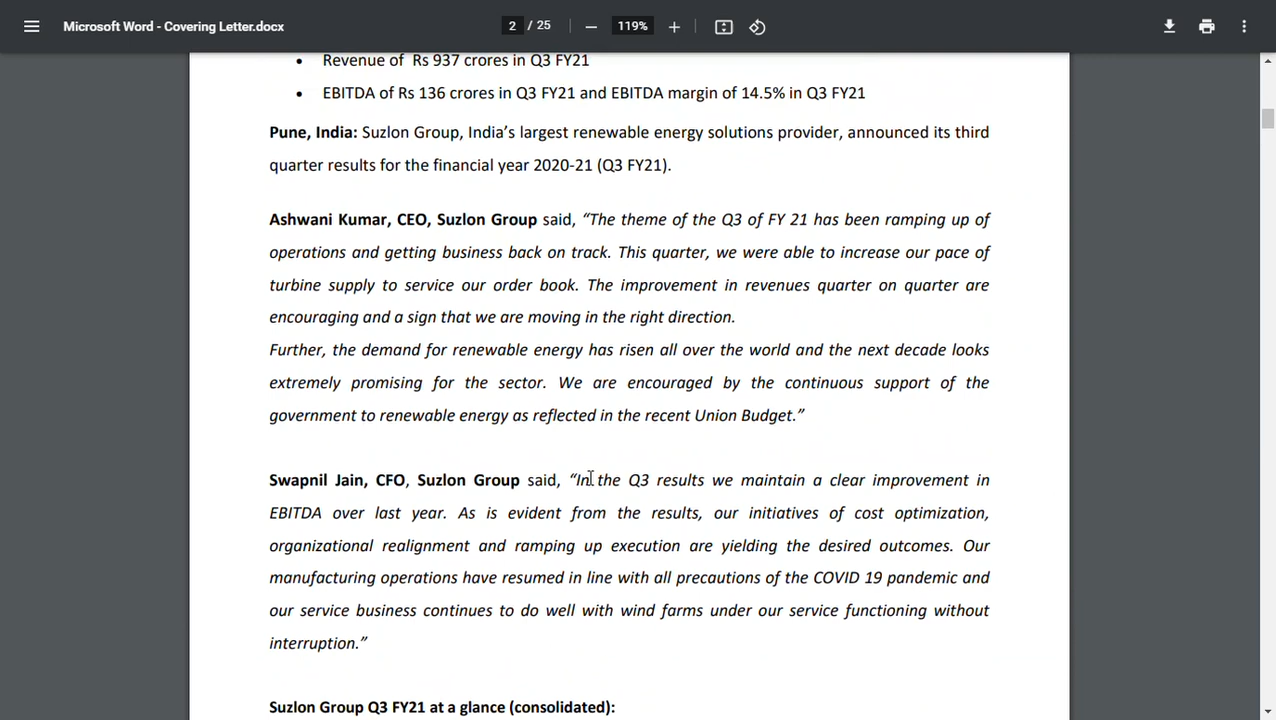 Microsoft Word - Covering Letter.docx
2 / 25
119%
• Revenue of Rs 937 crores in Q3 FY21
• EBITDA of Rs 136 crores in Q3 FY21 and EBITDA margin of 14.5% in Q3 FY21
Pune, India: Suzlon Group, India’s largest renewable energy solutions provider, announced its third
quarter results for the financial year 2020-21 (Q3 FY21).
Ashwani Kumar, CEO, Suzlon Group said, “The theme of the Q3 of FY 21 has been ramping up of
operations and getting business back on track. This quarter, we were able to increase our pace of
turbine supply to service our order book. The improvement in revenues quarter on quarter are
encouraging and a sign that we are moving in the right direction.
Further, the demand for renewable energy has risen all over the world and the next decade looks
extremely promising for the sector. We are encouraged by the continuous support of the
government to renewable energy as reflected in the recent Union Budget.”
Swapnil Jain, CFO, Suzlon Group said, “In the Q3 results we maintain a clear improvement in
EBITDA over last year. As is evident from the results, our initiatives of cost optimization,
organizational realignment and ramping up execution are yielding the desired outcomes. Our
manufacturing operations have resumed in line with all precautions of the COVID 19 pandemic and
our service business continues to do well with wind farms under our service functioning without
interruption.”
Suzlon Group Q3 FY21 at a glance (consolidated):